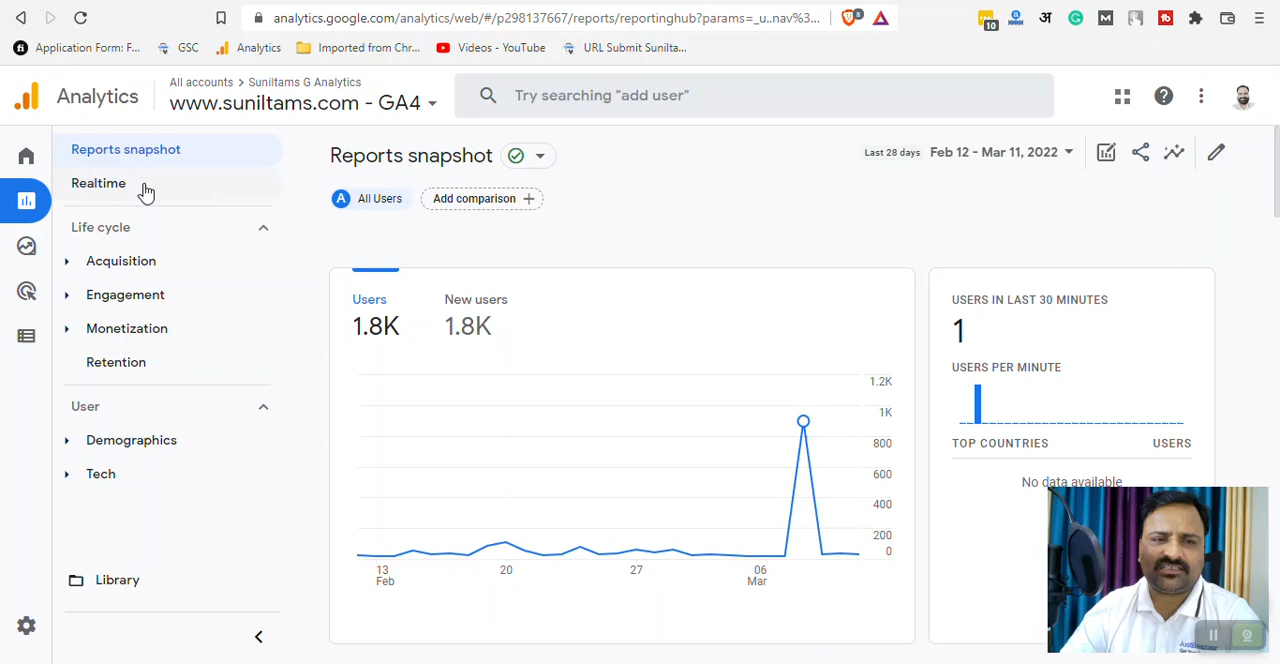 analytics.google.com/analytics/web/#/p298137667/reports/reportinghub?params=_u..nav%3...
8
10
अ
M
Application Form: F...
GSC
Analytics
Imported from Chr...
Videos - YouTube
URL Submit Sunilta...
Analytics
All accounts > Suniltams G Analytics
www.suniltams.com - GA4
Try searching "add user"
Reports snapshot
Realtime
Life cycle
Acquisition
Engagement
Monetization
Retention
User
Demographics
Tech
Library
Reports snapshot
Last 28 days Feb 12 - Mar 11, 2022
A All Users
Add comparison +
Users
1.8K
New users
1.8K
1.2K
1K
800
600
400
200
0
13
Feb
20
27
06
Mar
USERS IN LAST 30 MINUTES
1
USERS PER MINUTE
TOP COUNTRIES USERS
No data available